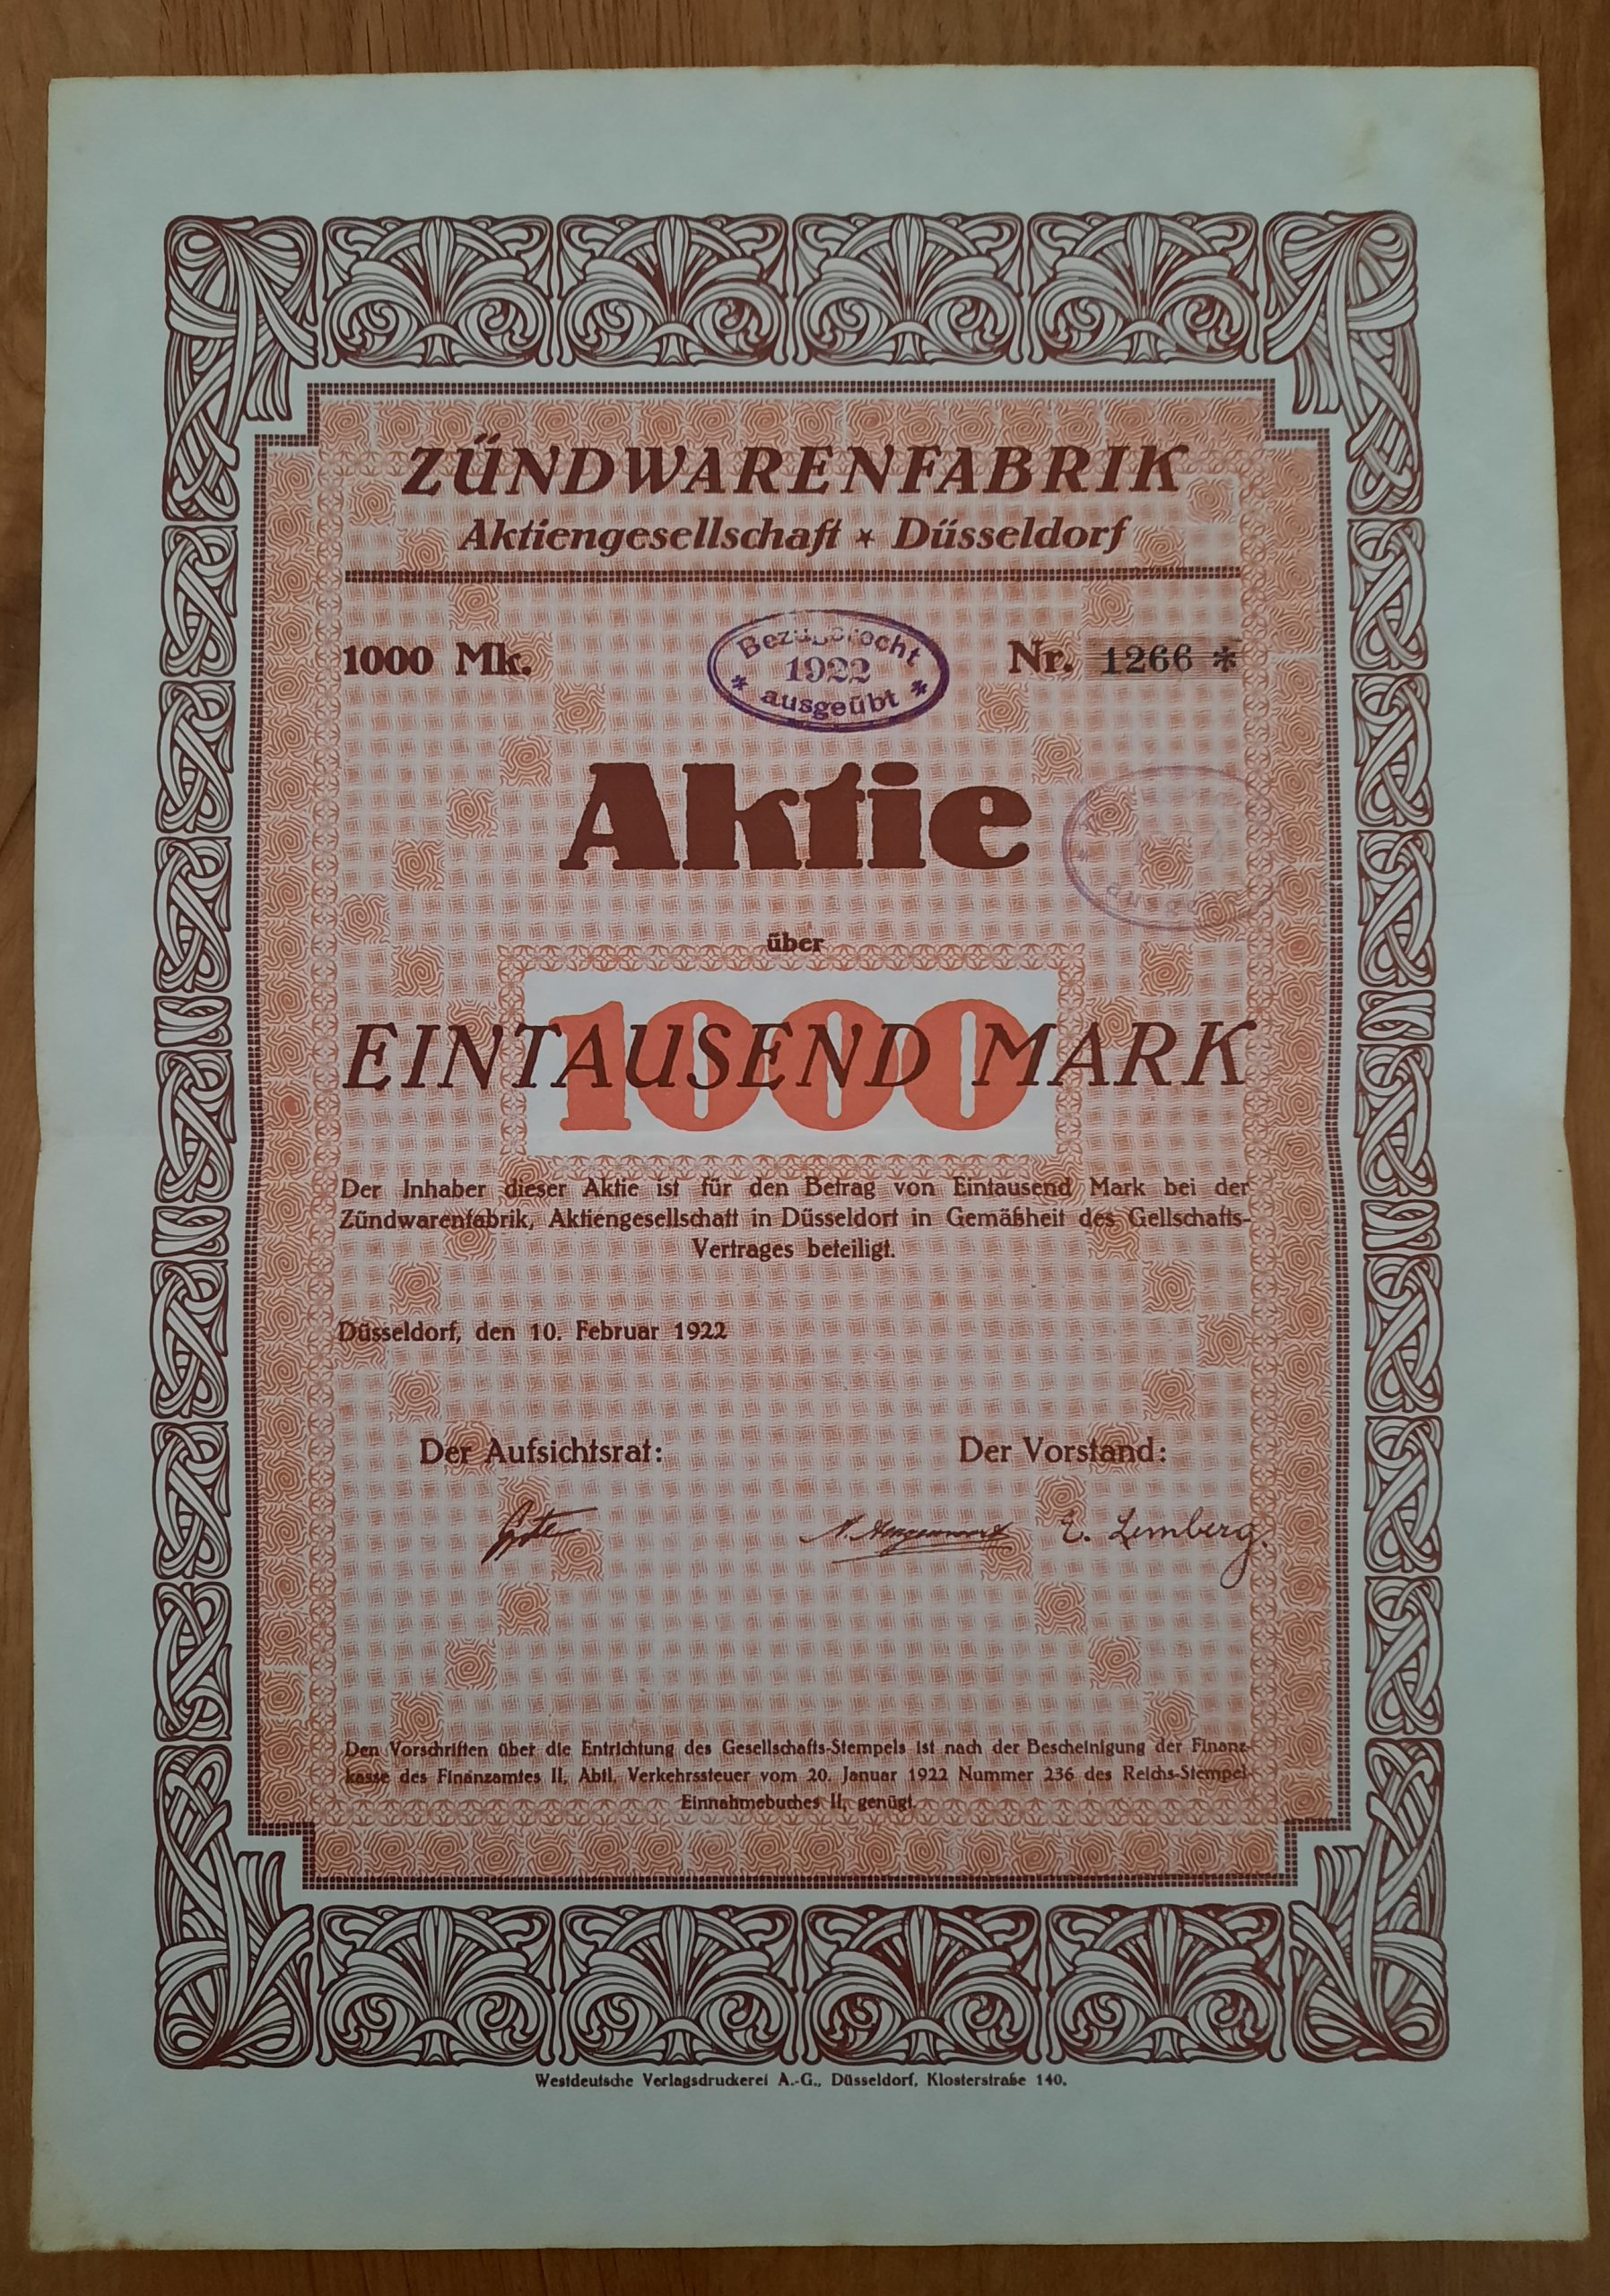 ZÜNDWARENFABRIK
Aktiengesellschaft * Düsseldorf
1000 Mk.
Bezugsrecht
1922
* ausgeübt *
Nr. 1266 *
Aktie
ausge
über
1000
EINTAUSEND MARK
Der Inhaber dieser Aktie ist für den Betrag von Eintausend Mark bei der
Zündwarenfabrik, Aktiengesellschaft in Düsseldorf in Gemäßheit des Gellschafts-
Vertrages beteiligt.
Düsseldorf, den 10. Februar 1922
Der Aufsichtsrat:
Der Vorstand:
E. Lemberg.
Den Vorschriften über die Entrichtung des Gesellschafts-Stempels ist nach der Bescheinigung der Finanz-
kasse des Finanzamtes II, Abtl. Verkehrssteuer vom 20. Januar 1922 Nummer 236 des Reichs-Stempel-
Einnahmebuches II, genügt.
Westdeutsche Verlagsdruckerei A.-G., Düsseldorf, Klosterstraße 140.